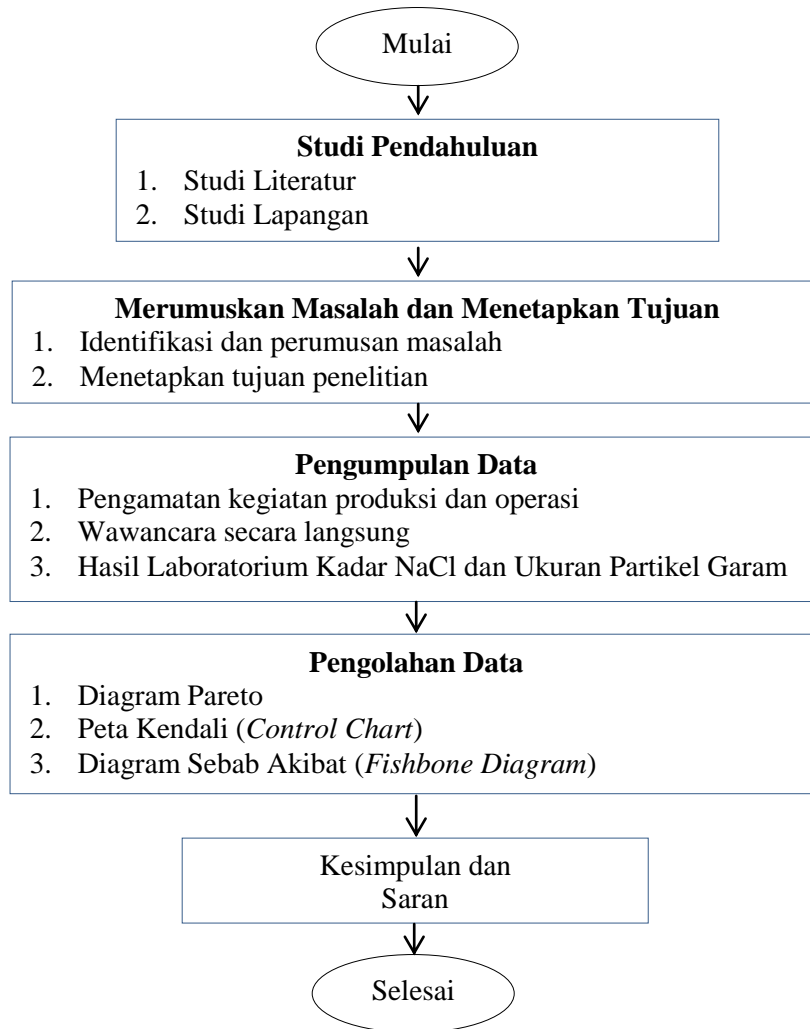 Mulai
Studi Pendahuluan
1. Studi Literatur
2. Studi Lapangan
Merumuskan Masalah dan Menetapkan Tujuan
1. Identifikasi dan perumusan masalah
2. Menetapkan tujuan penelitian
Pengumpulan Data
1. Pengamatan kegiatan produksi dan operasi
2. Wawancara secara langsung
3. Hasil Laboratorium Kadar NaCl dan Ukuran Partikel Garam
Pengolahan Data
1. Diagram Pareto
2. Peta Kendali (Control Chart)
3. Diagram Sebab Akibat (Fishbone Diagram)
Kesimpulan dan
Saran
Selesai